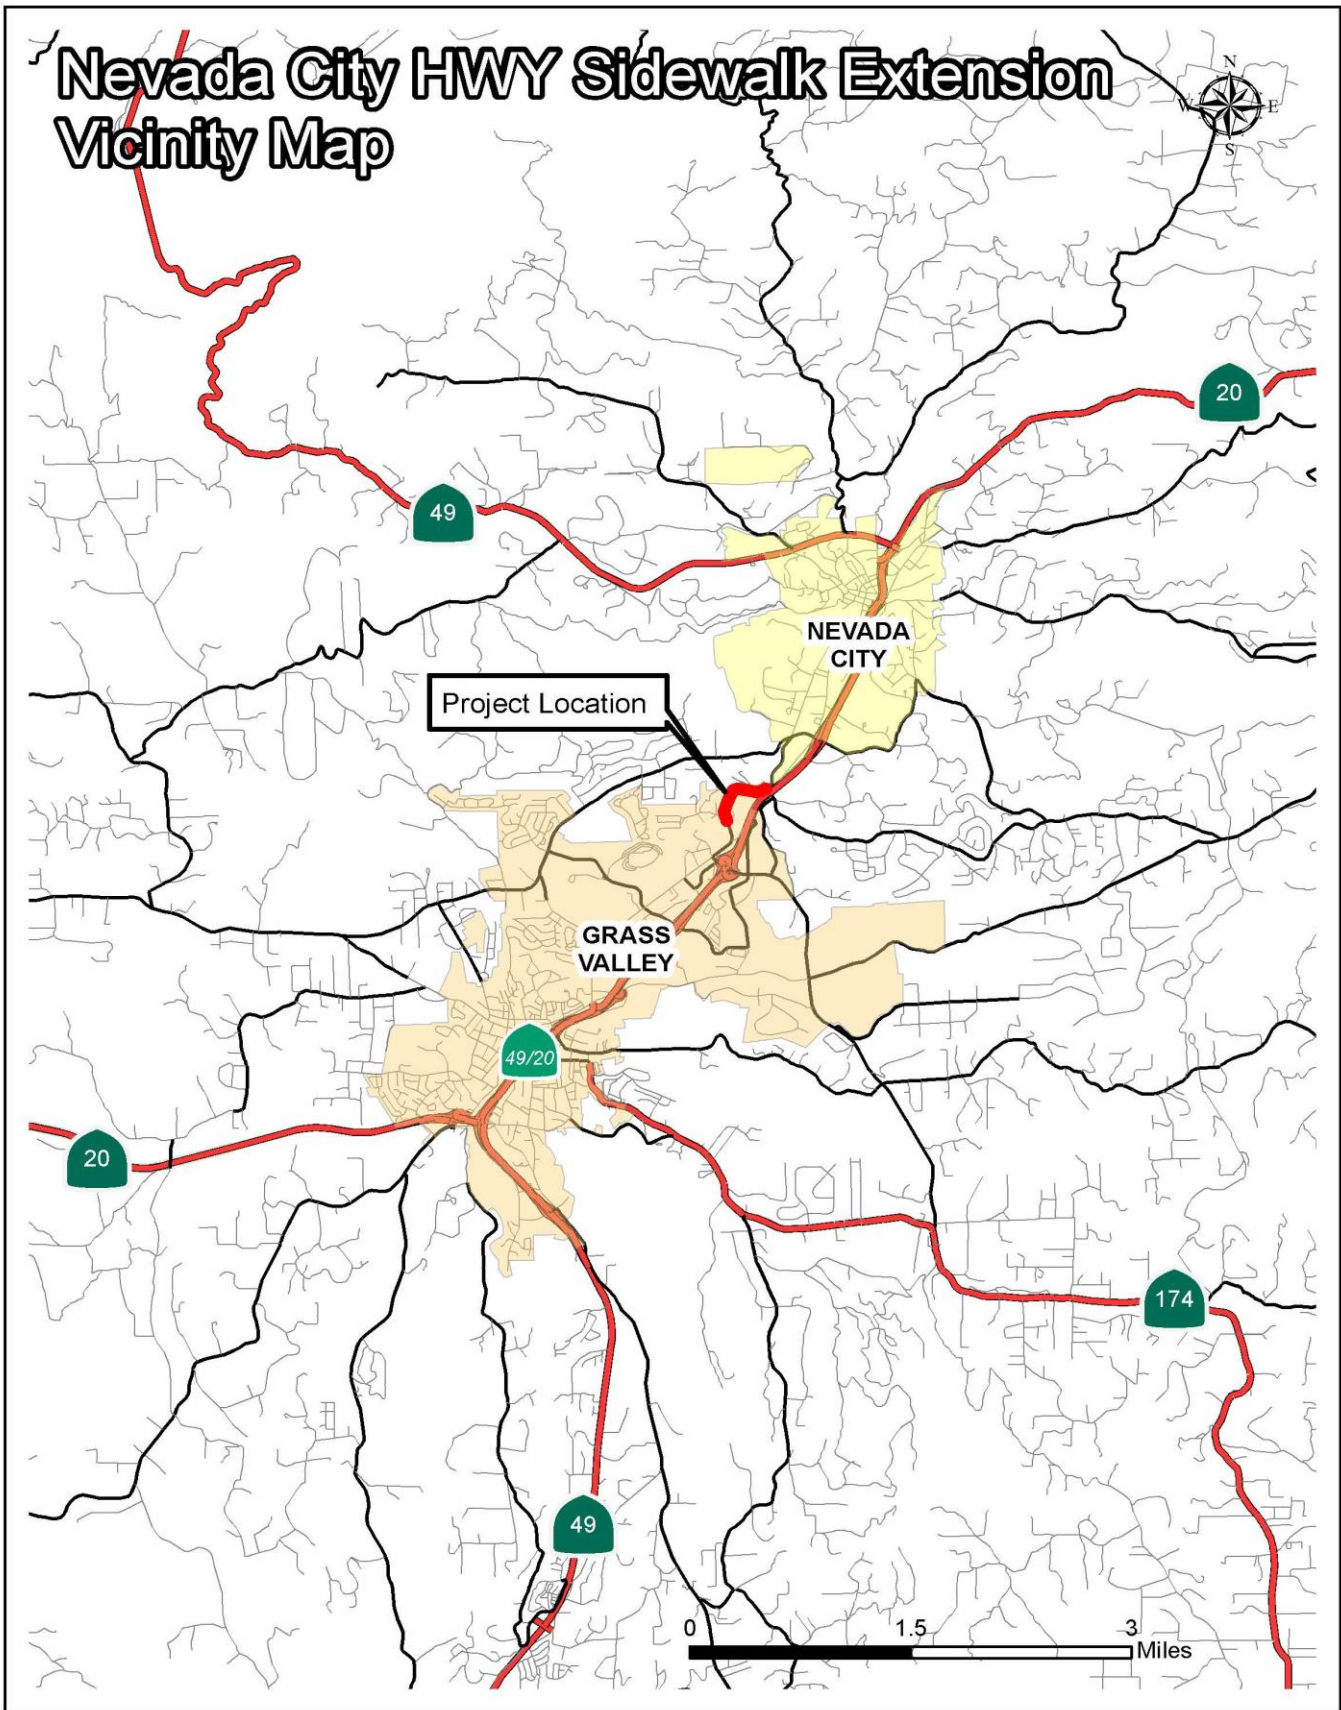 Nevada City HWY Sidewalk Extension
Vicinity Map
N
W
E
S
20
49
NEVADA
CITY
Project Location
GRASS
VALLEY
49/20
20
174
49
0 1.5 3
Miles